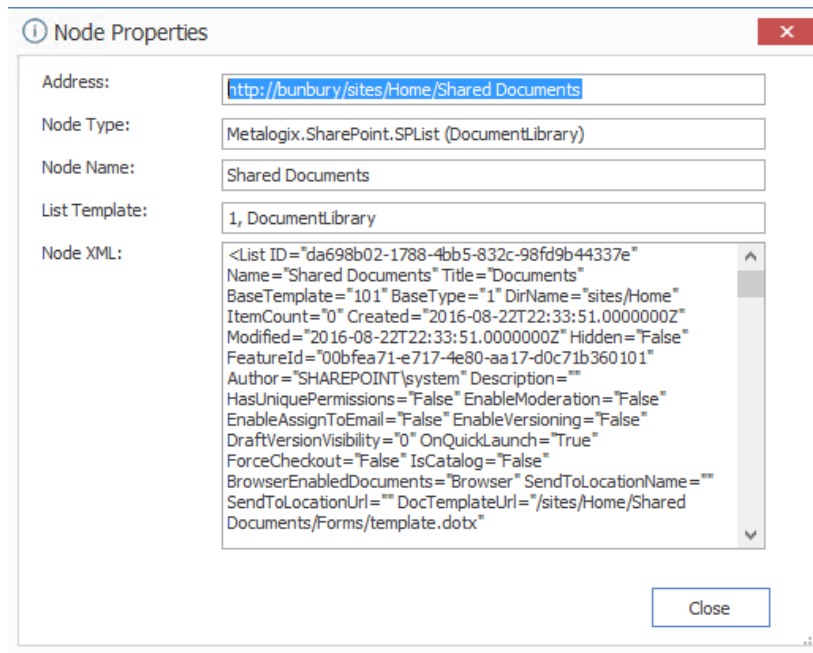 Node Properties
Address:
http://bunbury/sites/Home/Shared Documents
Node Type:
Metalogix.SharePoint.SPList (DocumentLibrary)
Node Name:
Shared Documents
List Template:
1, DocumentLibrary
Node XML:
<List ID="da698b02-1788-4bb5-832c-98fd9b44337e"
Name="Shared Documents" Title="Documents"
BaseTemplate="101" BaseType="1" DirName="sites/Home"
ItemCount="0" Created="2016-08-22T22:33:51.0000000Z"
Modified="2016-08-22T22:33:51.0000000Z" Hidden="False"
FeatureId="00bfea71-e717-4e80-aa17-d0c71b360101"
Author="SHAREPOINT\system" Description=""
HasUniquePermissions="False" EnableModeration="False"
EnableAssignToEmail="False" EnableVersioning="False"
DraftVersionVisibility="0" OnQuickLaunch="True"
ForceCheckout="False" IsCatalog="False"
BrowserEnabledDocuments="Browser" SendToLocationName=""
SendToLocationUrl="" DocTemplateUrl="/sites/Home/Shared
Documents/Forms/template.dotx"
Close